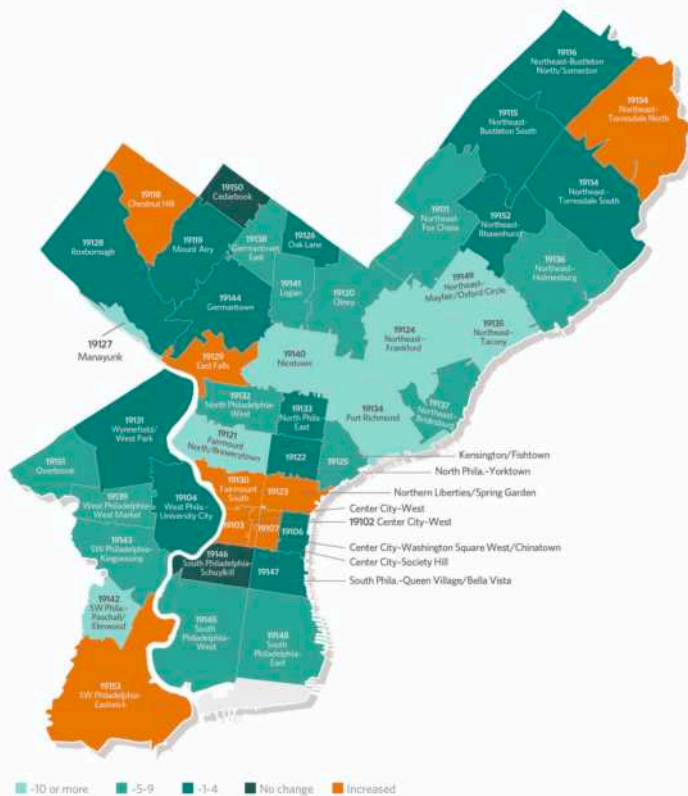 19116
Northeast-Bustleton
North/Somerton
19154
Northeast-
Torresdale North
19115
Northeast-
Bustleton South
19114
Northeast-
Torresdale South
19118
Chestnut Hill
19150
Cedarbrook
19111
Northeast-
Fox Chase
19152
Northeast-
Rhawnhurst
19128
Roxborough
19119
Mount Airy
19138
Germantown
East
19126
Oak Lane
19136
Northeast-
Holmesburg
19141
Logan
19120
Olney
19149
Northeast-
Mayfair/Oxford Circle
19144
Germantown
19124
Northeast-
Frankford
19135
Northeast-
Tacony
19127
Manayunk
19129
East Falls
19140
Nicetown
19132
North Philadelphia-
West
19133
North Phila.-
East
19134
Port Richmond
19137
Northeast-
Bridesburg
19131
Wynnefield/
West Park
19121
Fairmount
North/Brewerytown
19122
19125
Kensington/Fishtown
19151
Overbrook
North Phila.-Yorktown
19139
West Philadelphia-
West Market
19104
West Phila.-
University City
19130
Fairmount
South
19123
Northern Liberties/Spring Garden
Center City-West
19103
19107
19106
19102 Center City-West
19143
SW Philadelphia-
Kingsessing
Center City-Washington Square West/Chinatown
Center City-Society Hill
19146
South Philadelphia-
Schuylkill
19147
South Phila.-Queen Village/Bella Vista
19142
SW Phila.-
Paschall/
Elmwood
19145
South
Philadelphia-
West
19148
South
Philadelphia-
East
19153
SW Philadelphia-
Eastwick
-10 or more
-5-9
-1-4
No change
Increased